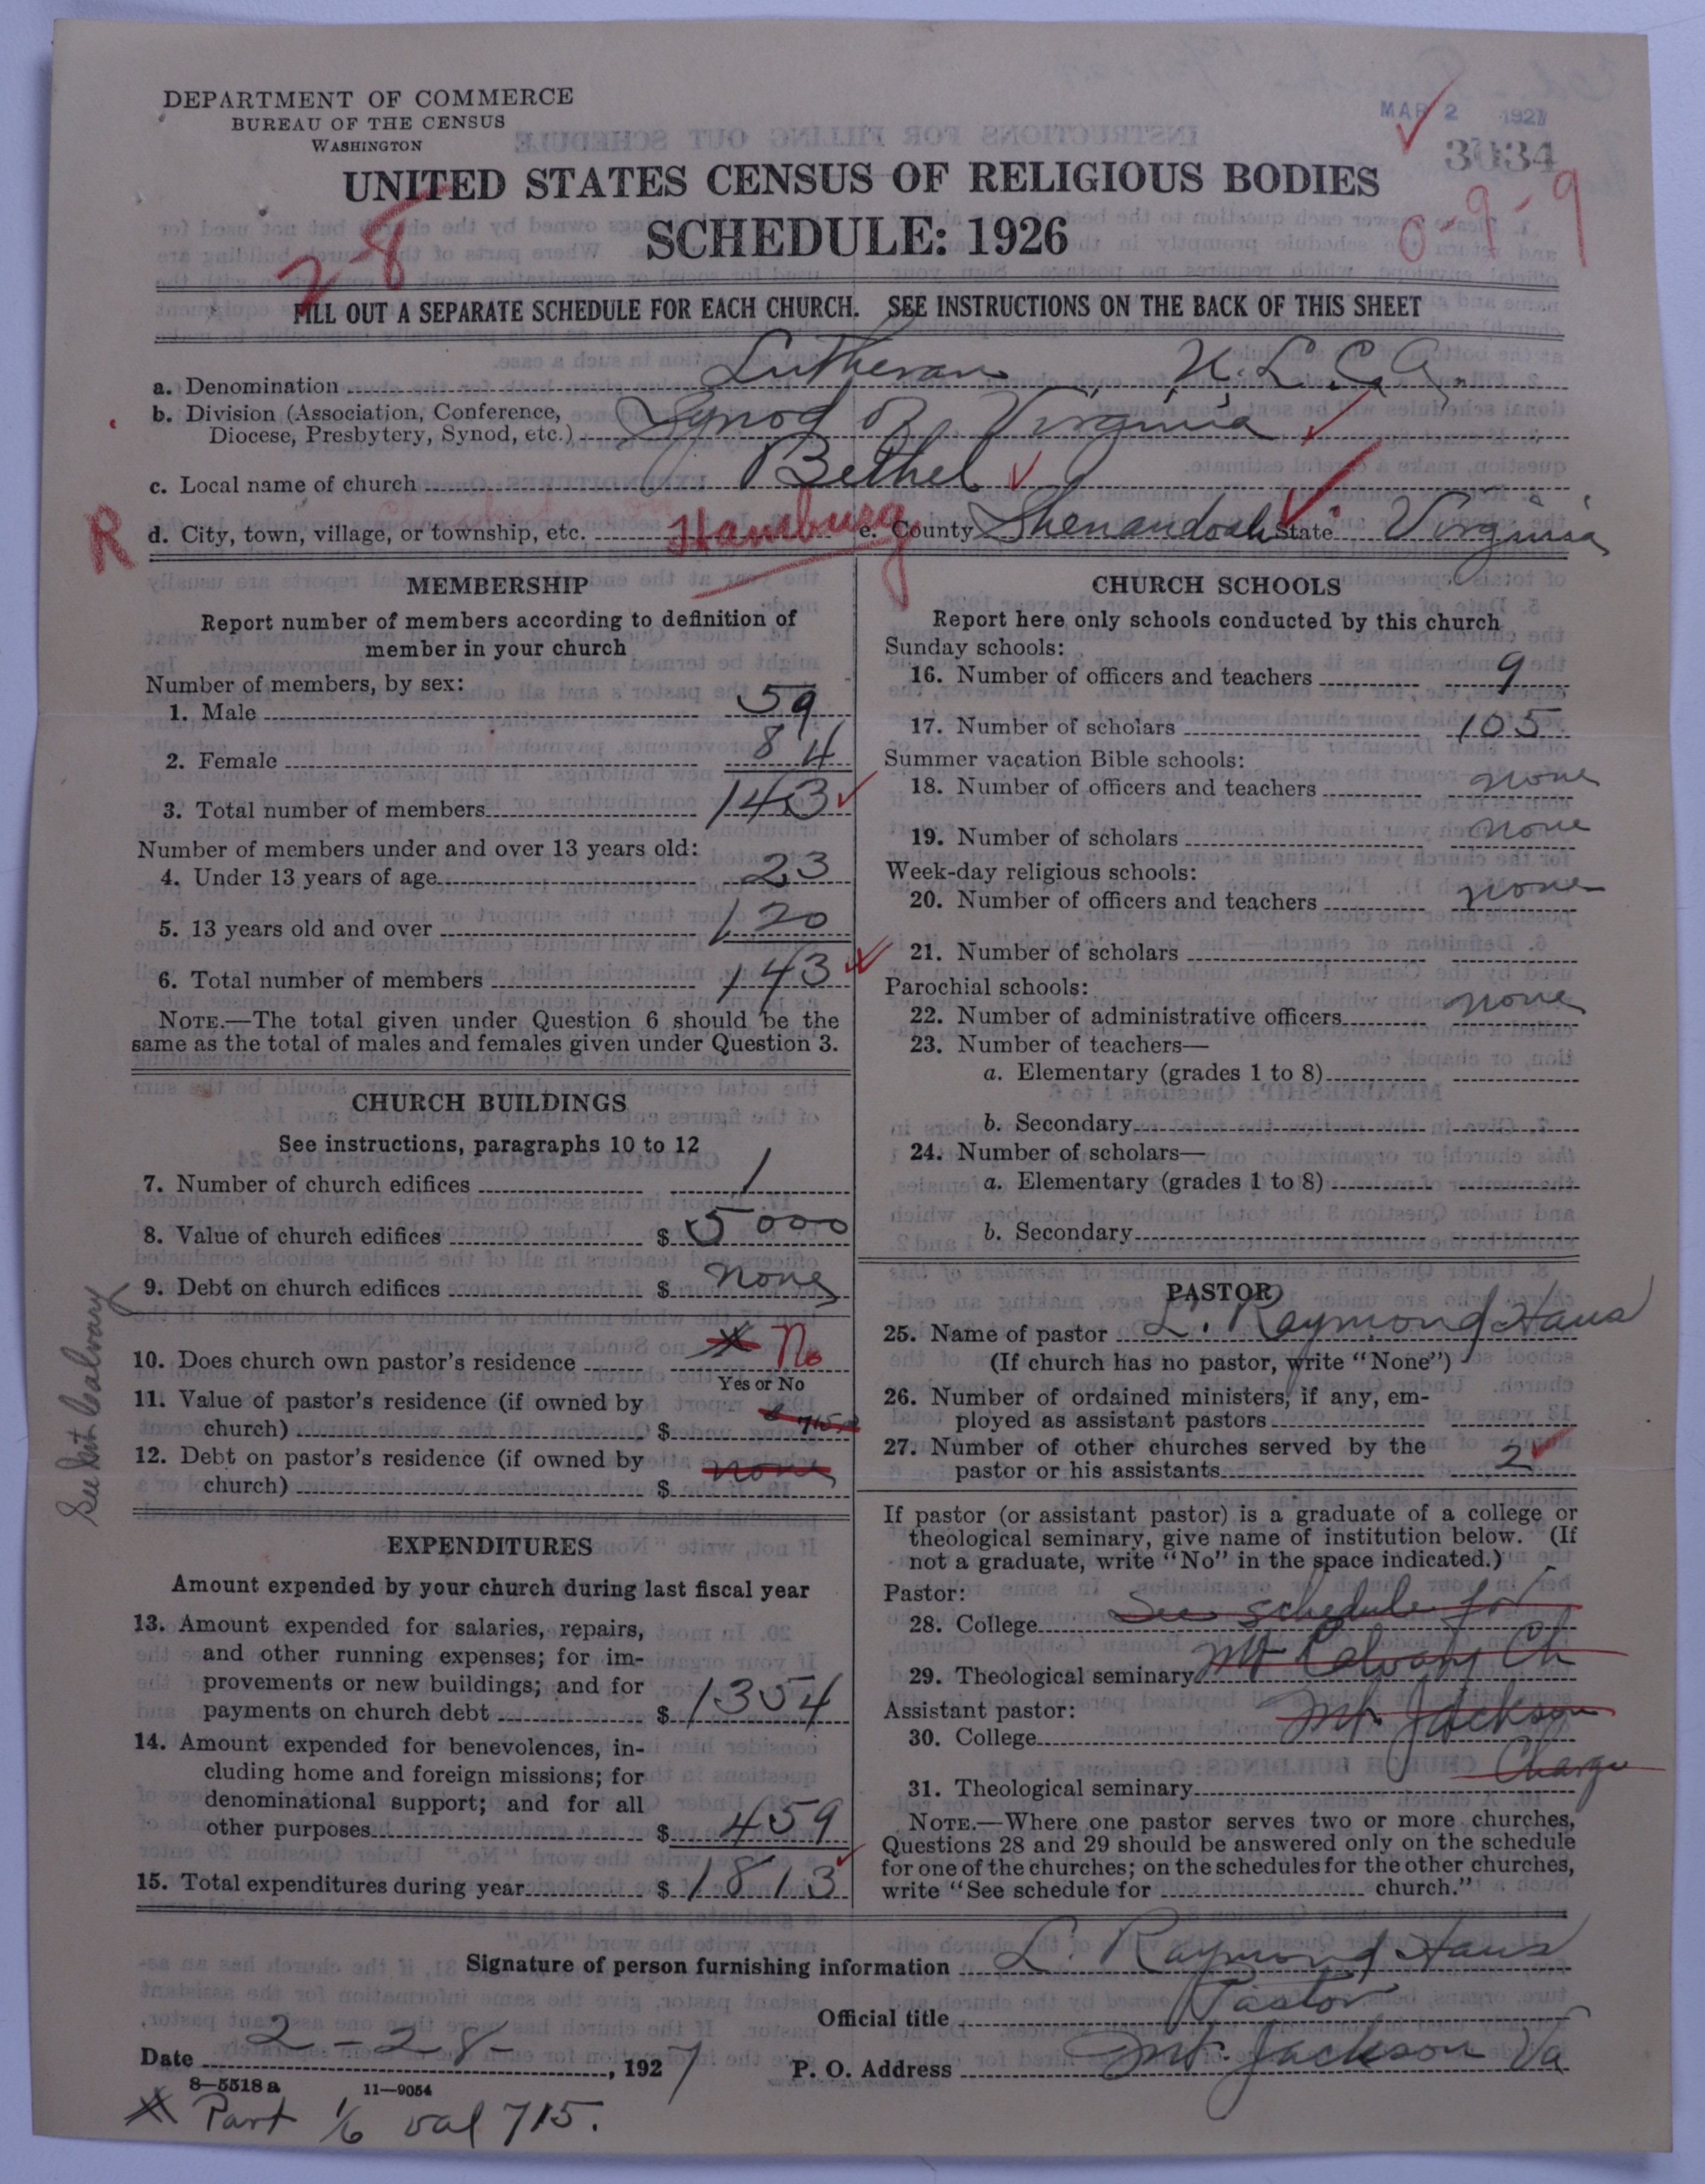 DEPARTMENT OF COMMERCE
BUREAU OF THE CENSUS
WASHINGTON
MAR 2 1927
3034
UNITED STATES CENSUS OF RELIGIOUS BODIES
SCHEDULE: 1926
2-8
0-9-9
FILL OUT A SEPARATE SCHEDULE FOR EACH CHURCH. SEE INSTRUCTIONS ON THE BACK OF THIS SHEET
a. Denomination Lutheran U.L.C.A.
b. Division (Association, Conference,
Diocese, Presbytery, Synod, etc.) Synod of Virginia
c. Local name of church Bethel
R
d. City, town, village, or township, etc. Hamburg e. County Shenandoah State Virginia
MEMBERSHIP
Report number of members according to definition of
member in your church
Number of members, by sex:
1. Male 59
2. Female 84
3. Total number of members 143
Number of members under and over 13 years old:
4. Under 13 years of age 23
5. 13 years old and over 120
6. Total number of members 143
NOTE.—The total given under Question 6 should be the
same as the total of males and females given under Question 3.
CHURCH BUILDINGS
See instructions, paragraphs 10 to 12
7. Number of church edifices 1
8. Value of church edifices $ 5000
9. Debt on church edifices $ none
10. Does church own pastor's residence No
Yes or No
11. Value of pastor's residence (if owned by
church) $ 715
12. Debt on pastor's residence (if owned by
church) $ none
See Mt Calvary
EXPENDITURES
Amount expended by your church during last fiscal year
13. Amount expended for salaries, repairs,
and other running expenses; for im-
provements or new buildings; and for
payments on church debt $ 1354
14. Amount expended for benevolences, in-
cluding home and foreign missions; for
denominational support; and for all
other purposes $ 459
15. Total expenditures during year $ 1813
CHURCH SCHOOLS
Report here only schools conducted by this church
Sunday schools:
16. Number of officers and teachers 9
17. Number of scholars 105
Summer vacation Bible schools:
18. Number of officers and teachers none
19. Number of scholars none
Week-day religious schools:
20. Number of officers and teachers none
21. Number of scholars
Parochial schools:
22. Number of administrative officers none
23. Number of teachers—
a. Elementary (grades 1 to 8)
b. Secondary
24. Number of scholars—
a. Elementary (grades 1 to 8)
b. Secondary
PASTOR
25. Name of pastor L. Raymond Haus
(If church has no pastor, write "None")
26. Number of ordained ministers, if any, em-
ployed as assistant pastors
27. Number of other churches served by the
pastor or his assistants 2
If pastor (or assistant pastor) is a graduate of a college or
theological seminary, give name of institution below. (If
not a graduate, write "No" in the space indicated.)
Pastor:
28. College See schedule for
29. Theological seminary Mt Calvary Ch
Assistant pastor:
30. College Mt. Jackson
Charge
31. Theological seminary
NOTE.—Where one pastor serves two or more churches,
Questions 28 and 29 should be answered only on the schedule
for one of the churches; on the schedules for the other churches,
write "See schedule for church."
Signature of person furnishing information L. Raymond Haus
Official title Pastor
Date 2-28-, 1927 P. O. Address Mt. Jackson Va
8—5518 a 11—9054
* Part 1/6 val 715.